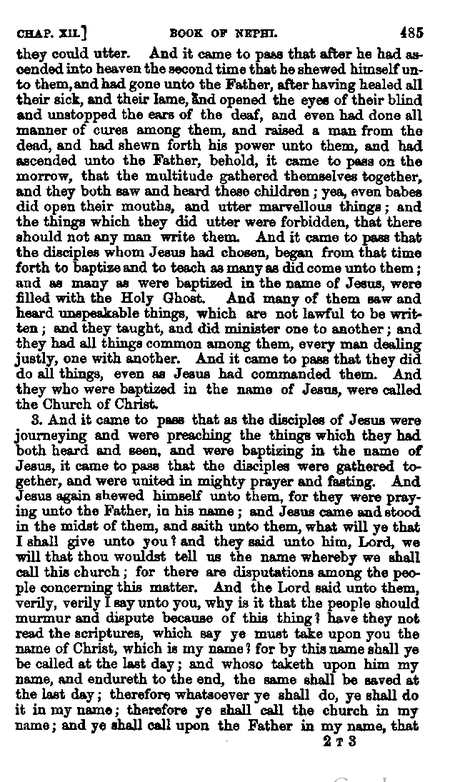 CHAP. XII.] BOOK OF NEPHI. 485
they could utter. And it came to pass that after he had as-
cended into heaven the second time that he shewed himself un-
to them, and had gone unto the Father, after having healed all
their sick, and their lame, and opened the eyes of their blind
and unstopped the ears of the deaf, and even had done all
manner of cures among them, and raised a man from the
dead, and had shewn forth his power unto them, and had
ascended unto the Father, behold, it came to pass on the
morrow, that the multitude gathered themselves together,
and they both saw and heard these children; yea, even babes
did open their mouths, and utter marvellous things; and
the things which they did utter were forbidden, that there
should not any man write them. And it came to pass that
the disciples whom Jesus had chosen, began from that time
forth to baptize and to teach as many as did come unto them;
and as many as were baptized in the name of Jesus, were
filled with the Holy Ghost. And many of them saw and
heard unspeakable things, which are not lawful to be writ-
ten; and they taught, and did minister one to another; and
they had all things common among them, every man dealing
justly, one with another. And it came to pass that they did
do all things, even as Jesus had commanded them. And
they who were baptized in the name of Jesus, were called
the Church of Christ.
3. And it came to pass that as the disciples of Jesus were
journeying and were preaching the things which they had
both heard and seen, and were baptizing in the name of
Jesus, it came to pass that the disciples were gathered to-
gether, and were united in mighty prayer and fasting. And
Jesus again shewed himself unto them, for they were pray-
ing unto the Father, in his name; and Jesus came and stood
in the midst of them, and saith unto them, what will ye that
I shall give unto you? and they said unto him, Lord, we
will that thou wouldst tell us the name whereby we shall
call this church; for there are disputations among the peo-
ple concerning this matter. And the Lord said unto them,
verily, verily I say unto you, why is it that the people should
murmur and dispute because of this thing? have they not
read the scriptures, which say ye must take upon you the
name of Christ, which is my name? for by this name shall ye
be called at the last day; and whoso taketh upon him my
name, and endureth to the end, the same shall be saved at
the last day; therefore whatsoever ye shall do, ye shall do
it in my name; therefore ye shall call the church in my
name; and ye shall call upon the Father in my name, that
2 T 3